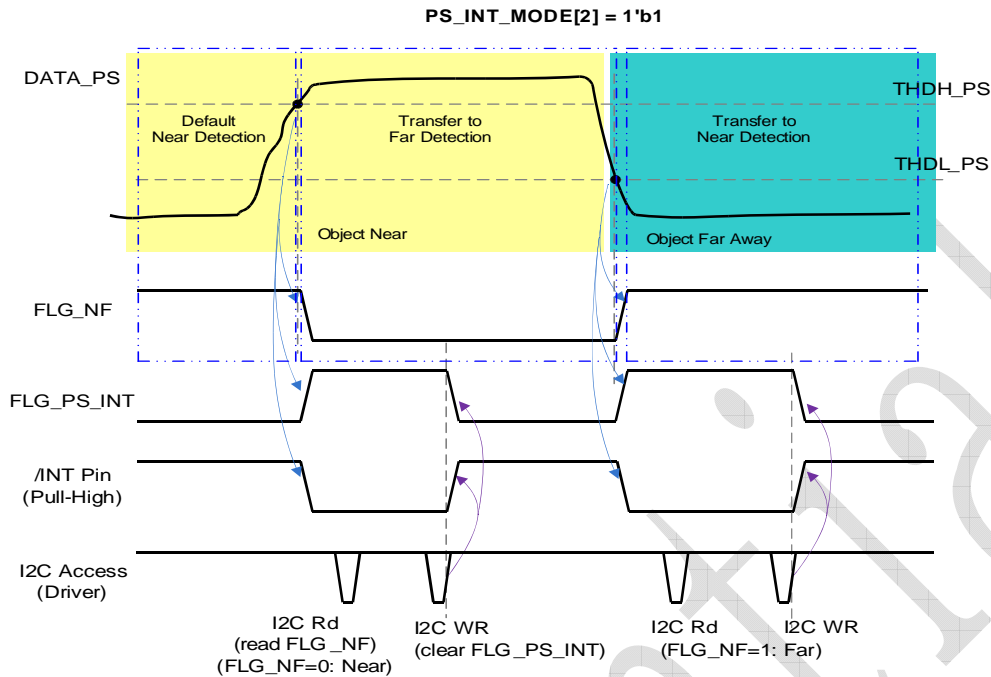 PS_INT_MODE[2] = 1'b1
DATA_PS
THDH_PS
Default
Near Detection
Transfer to
Far Detection
Transfer to
Near Detection
THDL_PS
Object Near
Object Far Away
FLG_NF
FLG_PS_INT
/INT Pin
(Pull-High)
I2C Access
(Driver)
I2C Rd
(read FLG_NF)
(FLG_NF=0: Near)
I2C WR
(clear FLG_PS_INT)
I2C Rd
(FLG_NF=1: Far)
I2C WR